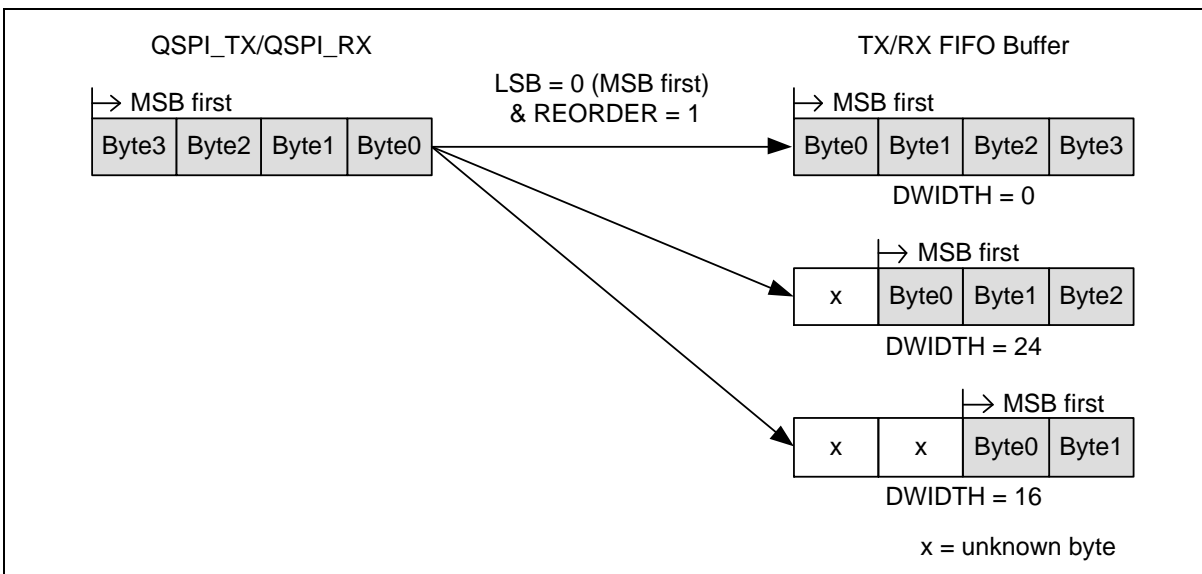 QSPI_TX/QSPI_RX
TX/RX FIFO Buffer
LSB = 0 (MSB first)
& REORDER = 1
MSB first
Byte3 Byte2 Byte1 Byte0
MSB first
Byte0 Byte1 Byte2 Byte3
DWIDTH = 0
MSB first
x Byte0 Byte1 Byte2
DWIDTH = 24
MSB first
x x Byte0 Byte1
DWIDTH = 16
x = unknown byte